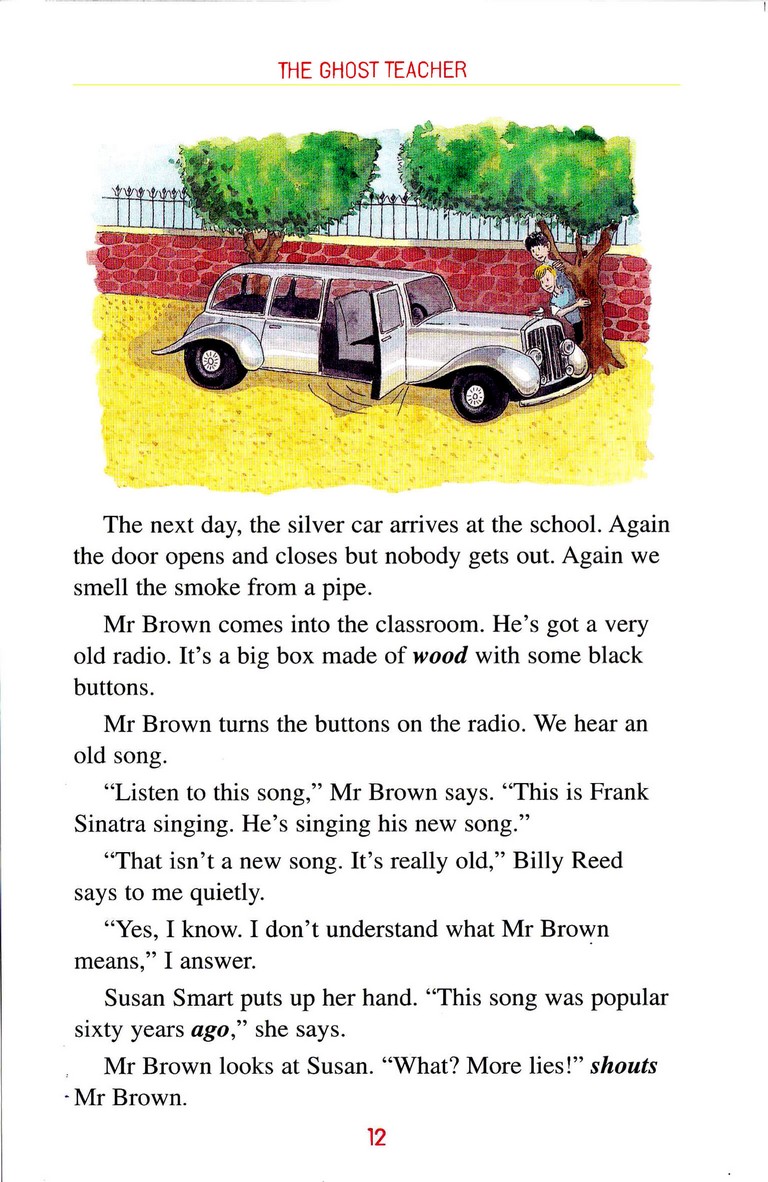 THE GHOST TEACHER
The next day, the silver car arrives at the school. Again
the door opens and closes but nobody gets out. Again we
smell the smoke from a pipe.
Mr Brown comes into the classroom. He’s got a very
old radio. It’s a big box made of wood with some black
buttons.
Mr Brown turns the buttons on the radio. We hear an
old song.
“Listen to this song,” Mr Brown says. “This is Frank
Sinatra singing. He’s singing his new song.”
“That isn’t a new song. It’s really old,” Billy Reed
says to me quietly.
“Yes, I know. I don’t understand what Mr Brown
means,” I answer.
Susan Smart puts up her hand. “This song was popular
sixty years ago,” she says.
Mr Brown looks at Susan. “What? More lies!” shouts
Mr Brown.
12